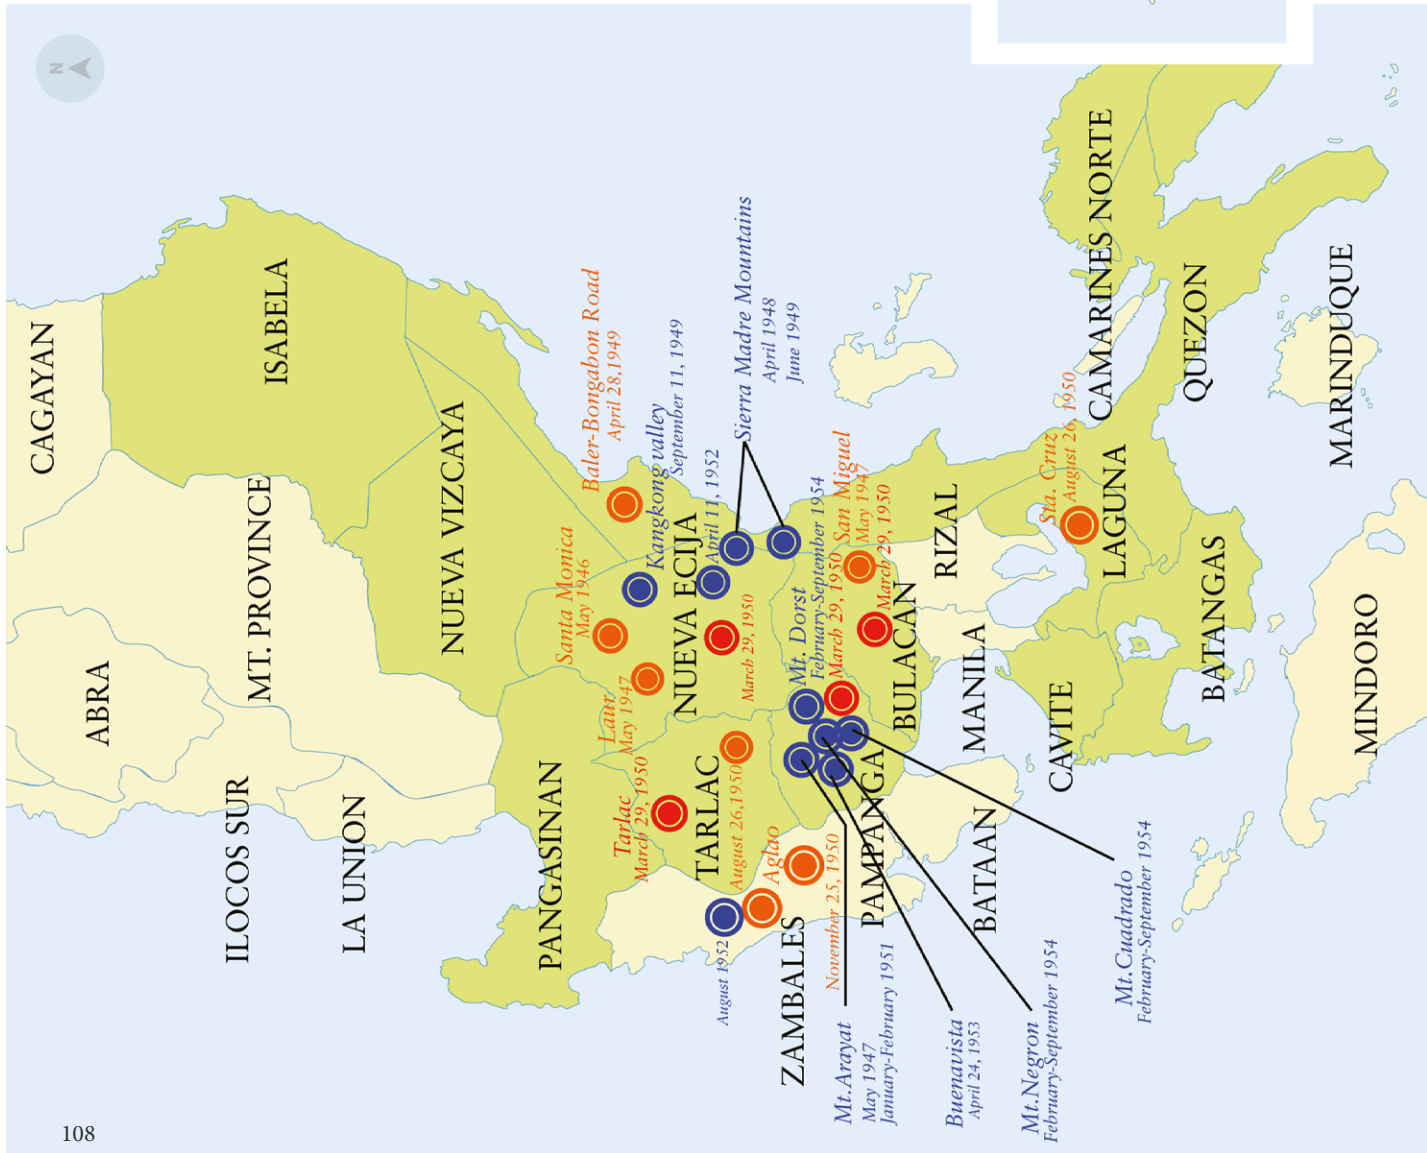 N
CAGAYAN
ISABELA
ABRA
MT. PROVINCE
ILOCOS SUR
LA UNION
NUEVA VIZCAYA
PANGASINAN
Baler-Bongabon Road
April 28,1949
Santa Monica
May 1946
Kangkong valley
September 11, 1949
Laur
May 1947
NUEVA ECIJA
April 11, 1952
Sierra Madre Mountains
April 1948
June 1949
March 29, 1950
Tarlac
March 29, 1950
TARLAC
August 26,1950
Aglao
November 25, 1950
August 1952
ZAMBALES
Mt. Dorst
February-September 1954
March 29, 1950
San Miguel
May 1947
March 29, 1950
BULACAN
PAMPANGA
RIZAL
MANILA
BATAAN
Mt.Arayat
May 1947
January-February 1951
Buenavista
April 24, 1953
Mt.Negron
February-September 1954
Mt.Cuadrado
February-September 1954
Sta. Cruz
August 26, 1950
CAMARINES NORTE
LAGUNA
CAVITE
QUEZON
BATANGAS
MARINDUQUE
MINDORO
108